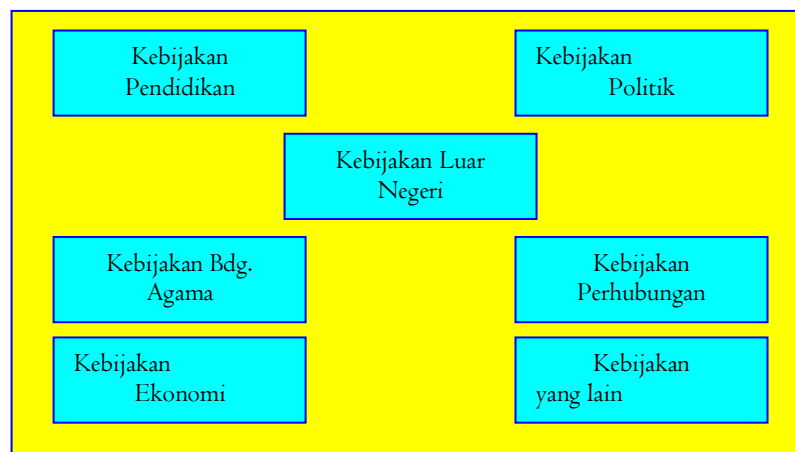 Kebijakan
Pendidikan
Kebijakan
Politik
Kebijakan Luar
Negeri
Kebijakan Bdg.
Agama
Kebijakan
Perhubungan
Kebijakan
Ekonomi
Kebijakan
yang lain